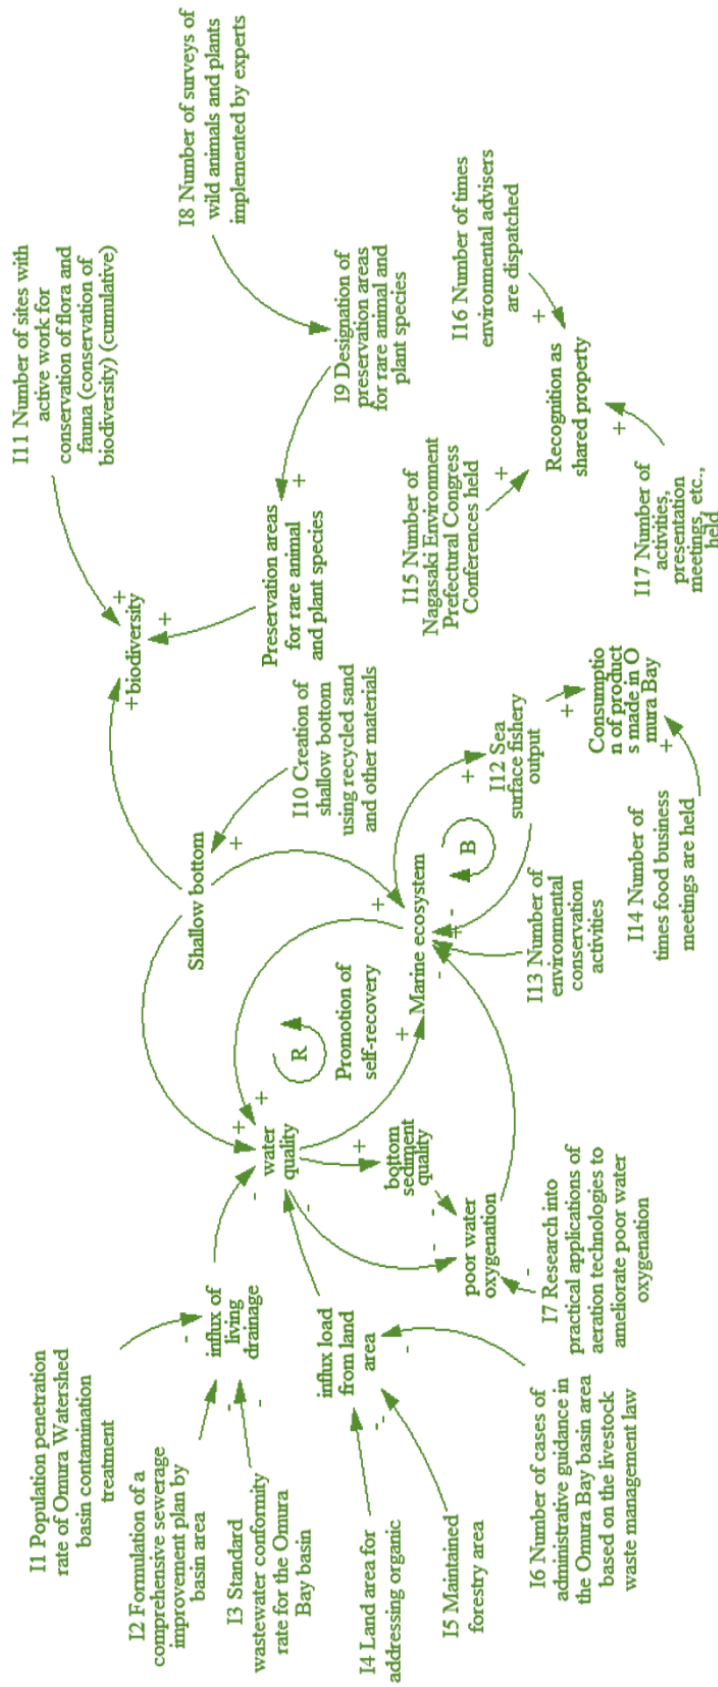 I1 Population penetration
rate of Omura Watershed
basin contamination
treatment
I2 Formulation of a
comprehensive sewerage
improvement plan by
basin area
I3 Standard
wastewater conformity
rate for the Omura
Bay basin
I4 Land area for
addressing organic
I5 Maintained
forestry area
I6 Number of cases of
administrative guidance in
the Omura Bay basin area
based on the livestock
waste management law
influx of
living
drainage
-
-
-
influx load
from land
area
-
-
-
I7 Research into
practical applications of
aeration technologies to
ameliorate poor water
oxygenation
-
poor water
oxygenation
-
-
bottom
sediment
quality
+
water
quality
-
-
+
+
R
Promotion of
self-recovery
Marine ecosystem
+
+
-
-
+
B
Shallow bottom
+
I10 Creation of
shallow bottom
using recycled sand
and other materials
I13 Number of
environmental
conservation
activities
I12 Sea
surface fishery
output
+
I14 Number of
times food business
meetings are held
Consumptio
n of product
s made in O
mura Bay
+
+
biodiversity
+
+
+
Preservation areas
for rare animal
and plant species
+
I11 Number of sites with
active work for
conservation of flora and
fauna (conservation of
biodiversity) (cumulative)
I9 Designation of
preservation areas
for rare animal and
plant species
I8 Number of surveys of
wild animals and plants
implemented by experts
I15 Number of
Nagasaki Environment
Prefectural Congress
Conferences held
+
I16 Number of times
environmental advisers
are dispatched
+
Recognition as
shared property
+
I17 Number of
activities,
presentation
meetings, etc.,
held